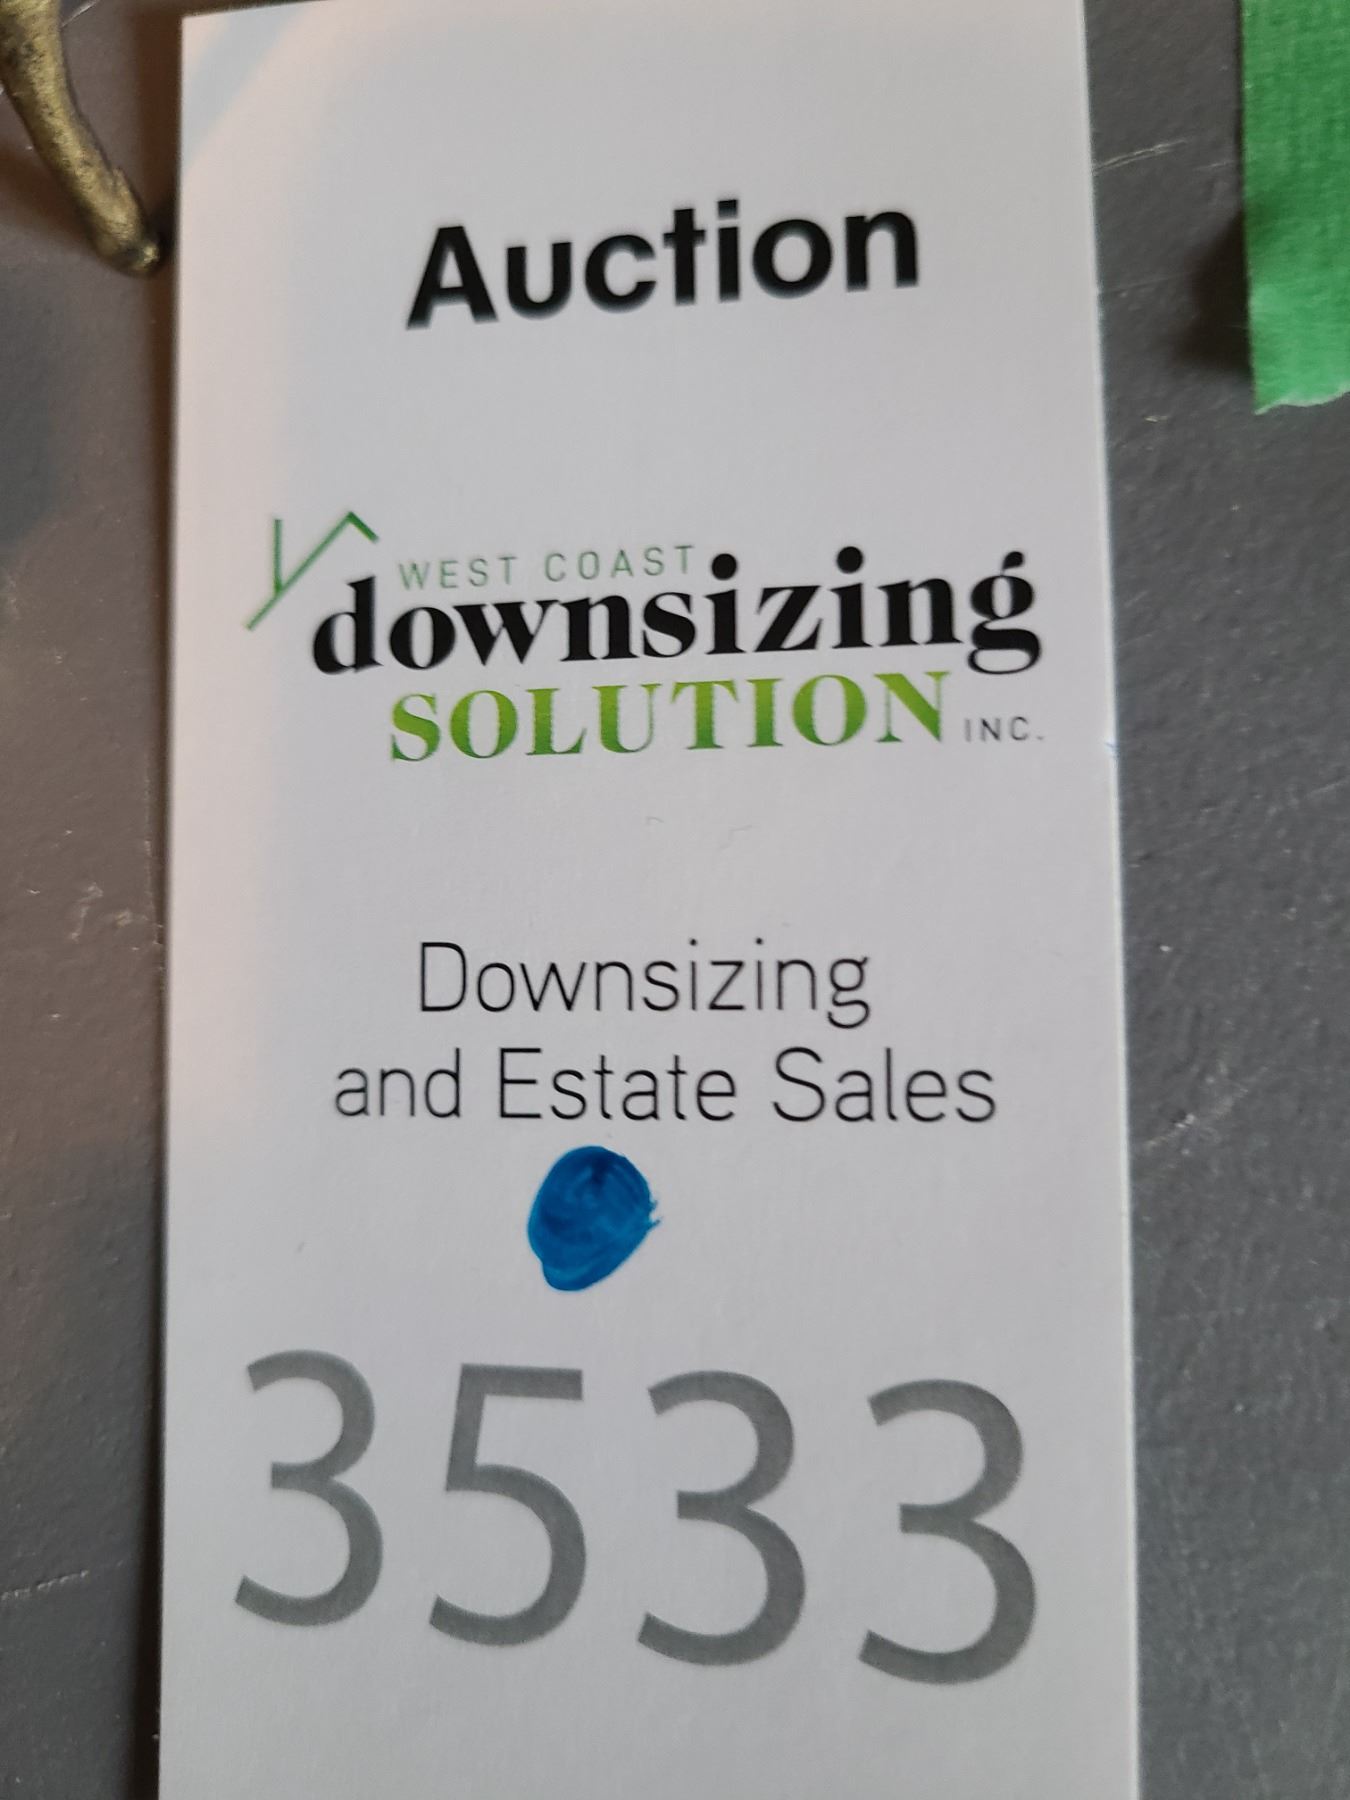 Auction
WEST COAST
downsizing
SOLUTION INC.
Downsizing
and Estate Sales
3533